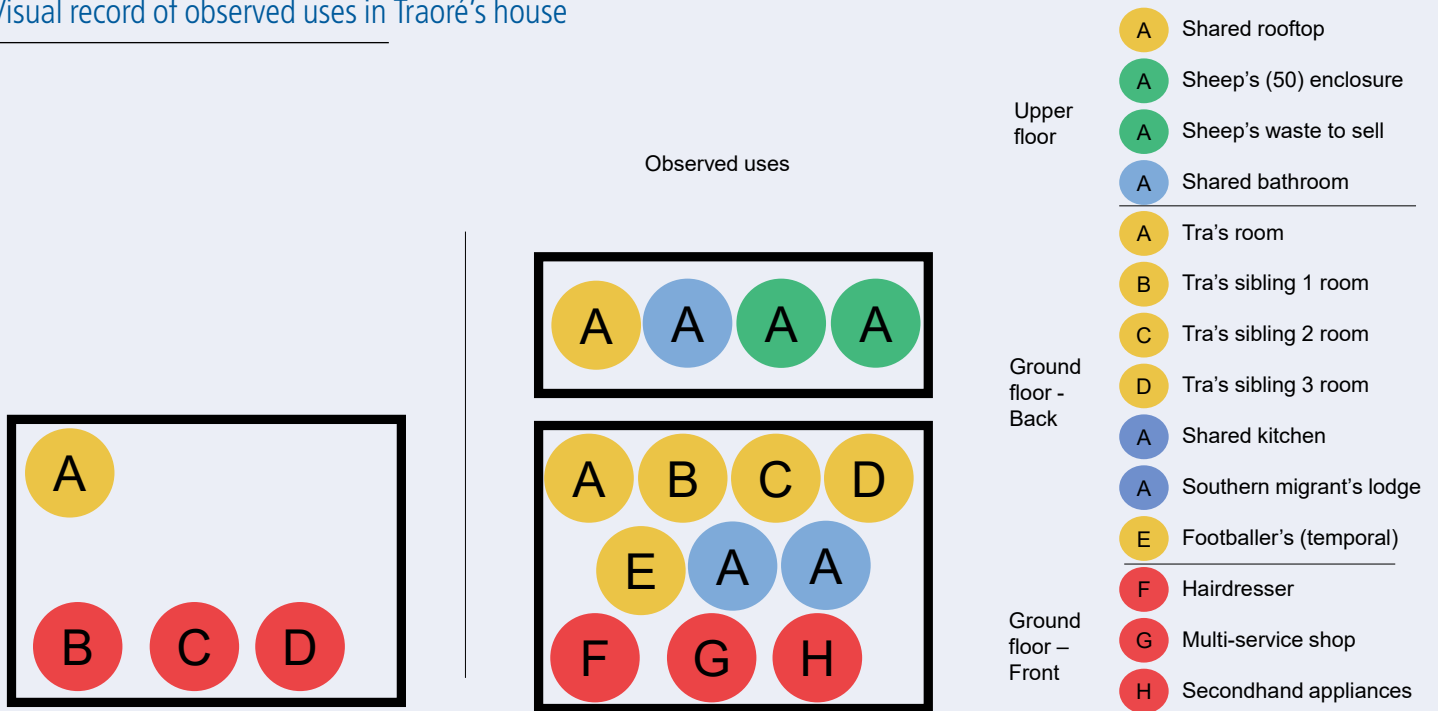 Visual record of observed uses in Traoré’s house
Observed uses
A
B C D
A A A A
A B C D
E A A
F G H
Upper
floor
A Shared rooftop
A Sheep’s (50) enclosure
A Sheep’s waste to sell
A Shared bathroom
Ground
floor -
Back
A Tra’s room
B Tra’s sibling 1 room
C Tra’s sibling 2 room
D Tra’s sibling 3 room
A Shared kitchen
A Southern migrant’s lodge
E Footballer’s (temporal)
Ground
floor –
Front
F Hairdresser
G Multi-service shop
H Secondhand appliances